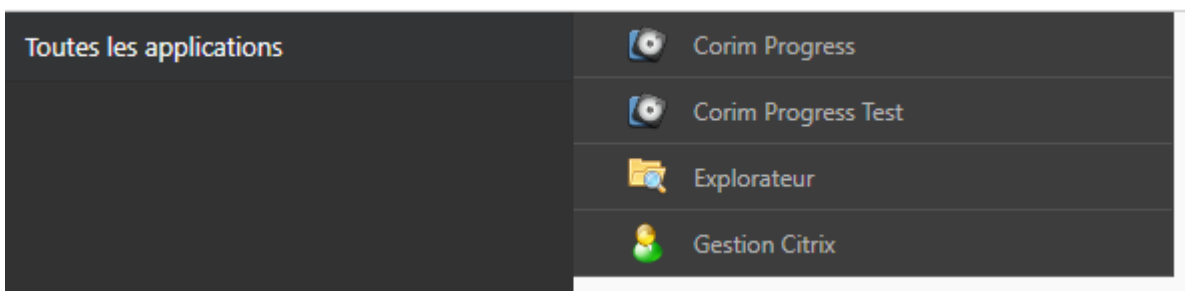 Toutes les applications
Corim Progress
Corim Progress Test
Explorateur
Gestion Citrix